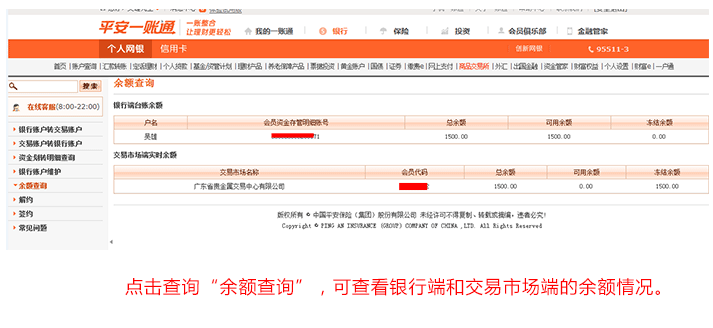 平安一账通 一账整合
让理财更轻松
我的一账通 银行 保险 投资 会员俱乐部 金融管家
个人网银 信用卡 创新网银 95511-3
首页 | 账户查询 | 汇款转账 | 定活理财 | 个人贷款 | 基金/资管计划 | 理财产品 | 养老保障产品 | 票据投资 | 黄金账户 | 国债 | 证券 | 缴费e | 网上支付 | 商品交易所 | 外汇 | 出国金融 | 资金管家 | 财富权益 | 个人设置 | 财富e | 一户通
搜索
在线客服(8:00-22:00)
银行账户转交易账户
交易账户转银行账户
资金划转明细查询
银行账户维护
余额查询
解约
签约
常见问题
余额查询
银行端台账余额
户名 会员资金存管明细账号 总余额 可用余额 冻结余额
吴雄 1500.00 1500.00 0.00
交易市场端实时余额
交易市场名称 会员代码 总余额 可用余额 冻结余额
广东省贵金属交易中心有限公司 1500.00 0.00 1500.00
版权所有 © 中国平安保险（集团）股份有限公司 未经许可不得复制、转载或摘编，违者必究!
Copyright © PING AN INSURANCE (GROUP) COMPANY OF CHINA ,LTD. All Rights Reserved
点击查询“余额查询”，可查看银行端和交易市场端的余额情况。